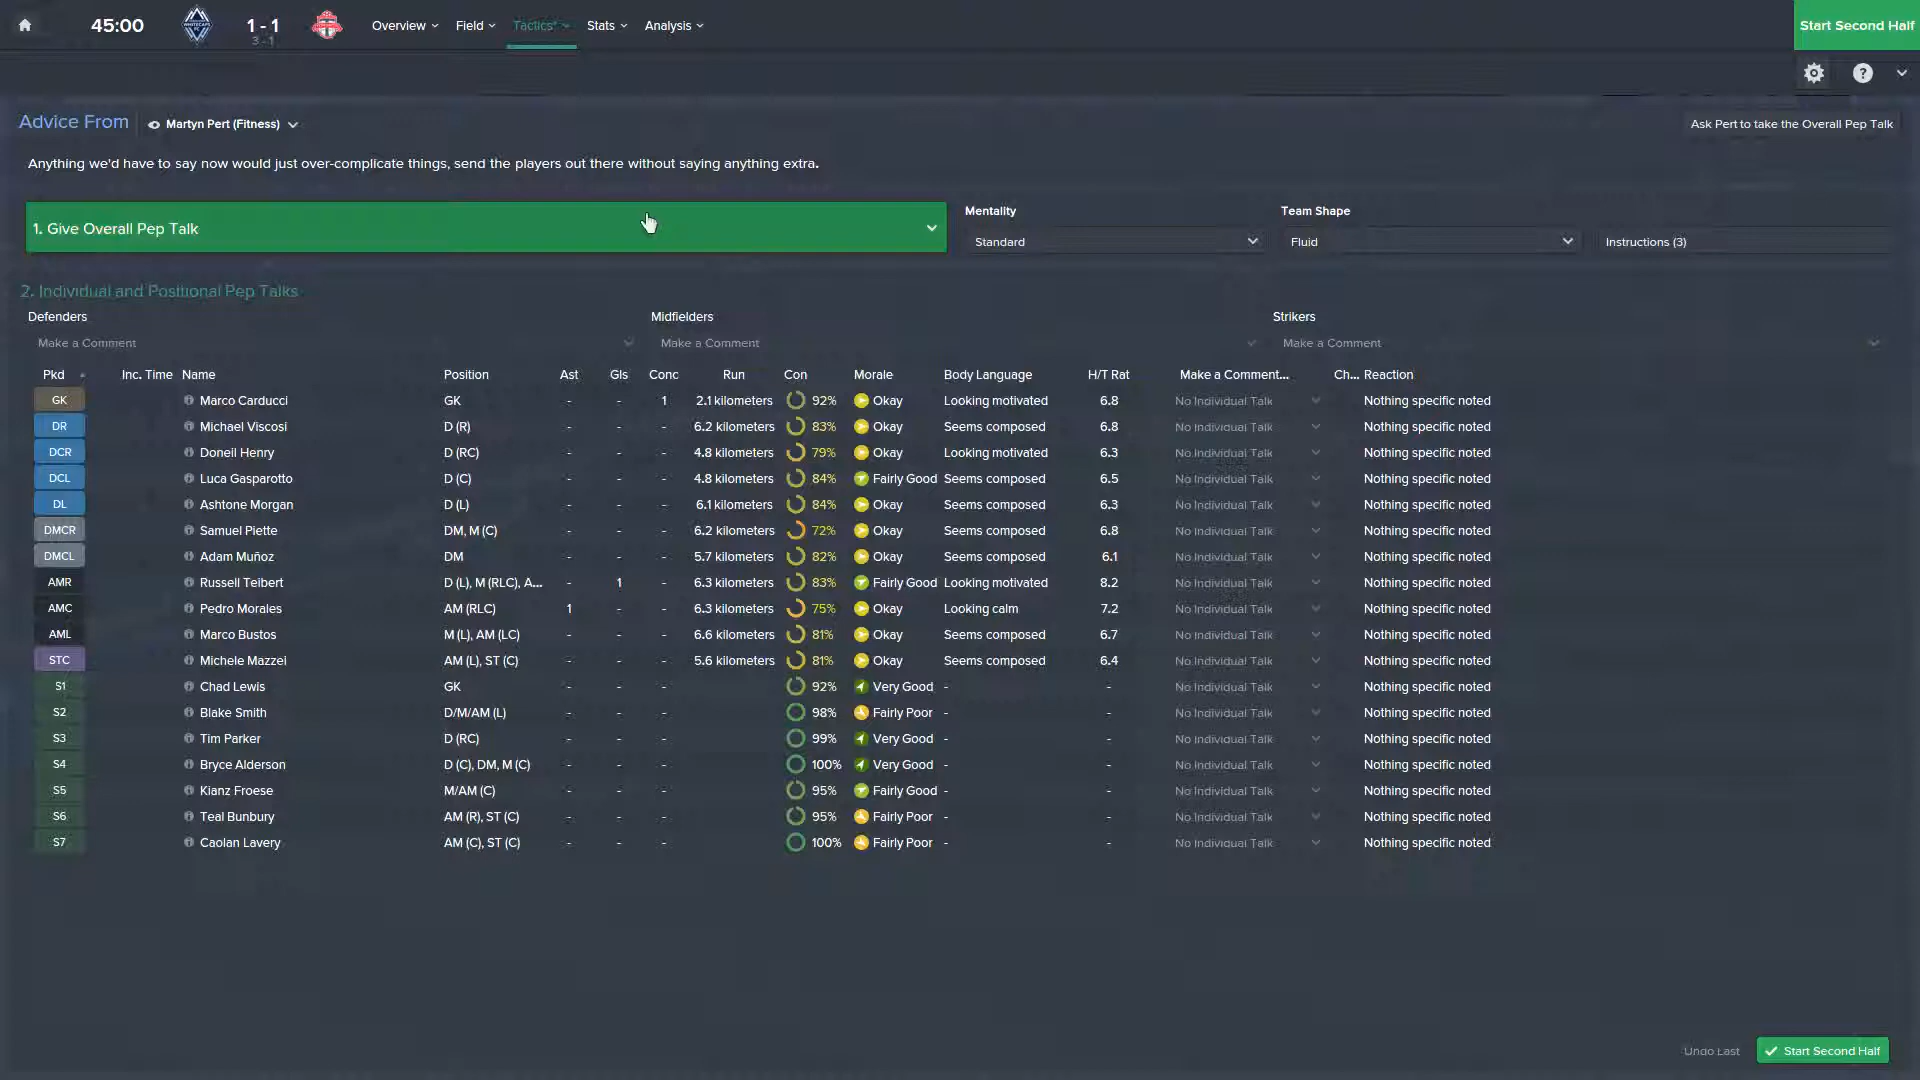 45:00 1 - 1 Overview Field Tactics* Stats Analysis Start Second Half
3 - 1
Advice From Martyn Pert (Fitness) Ask Pert to take the Overall Pep Talk
Anything we'd have to say now would just over-complicate things, send the players out there without saying anything extra.
Mentality Team Shape
1. Give Overall Pep Talk Standard Fluid Instructions (3)
2. Individual and Positional Pep Talks
Defenders Midfielders Strikers
Make a Comment Make a Comment Make a Comment
Pkd Inc. Time Name Position Ast Gls Conc Run Con Morale Body Language H/T Rat Make a Comment... Ch... Reaction
GK Marco Carducci GK - - 1 2.1 kilometers 92% Okay Looking motivated 6.8 No Individual Talk Nothing specific noted
DR Michael Viscosi D (R) - - - 6.2 kilometers 83% Okay Seems composed 6.8 No Individual Talk Nothing specific noted
DCR Doneil Henry D (RC) - - - 4.8 kilometers 79% Okay Looking motivated 6.3 No Individual Talk Nothing specific noted
DCL Luca Gasparotto D (C) - - - 4.8 kilometers 84% Fairly Good Seems composed 6.5 No Individual Talk Nothing specific noted
DL Ashtone Morgan D (L) - - - 6.1 kilometers 84% Okay Seems composed 6.3 No Individual Talk Nothing specific noted
DMCR Samuel Piette DM, M (C) - - - 6.2 kilometers 72% Okay Seems composed 6.8 No Individual Talk Nothing specific noted
DMCL Adam Muñoz DM - - - 5.7 kilometers 82% Okay Seems composed 6.1 No Individual Talk Nothing specific noted
AMR Russell Teibert D (L), M (RLC), A... - 1 - 6.3 kilometers 83% Fairly Good Looking motivated 8.2 No Individual Talk Nothing specific noted
AMC Pedro Morales AM (RLC) 1 - - 6.3 kilometers 75% Okay Looking calm 7.2 No Individual Talk Nothing specific noted
AML Marco Bustos M (L), AM (LC) - - - 6.6 kilometers 81% Okay Seems composed 6.7 No Individual Talk Nothing specific noted
STC Michele Mazzei AM (L), ST (C) - - - 5.6 kilometers 81% Okay Seems composed 6.4 No Individual Talk Nothing specific noted
S1 Chad Lewis GK - - - 92% Very Good - - No Individual Talk Nothing specific noted
S2 Blake Smith D/M/AM (L) - - - 98% Fairly Poor - - No Individual Talk Nothing specific noted
S3 Tim Parker D (RC) - - - 99% Very Good - - No Individual Talk Nothing specific noted
S4 Bryce Alderson D (C), DM, M (C) - - - 100% Very Good - - No Individual Talk Nothing specific noted
S5 Kianz Froese M/AM (C) - - - 95% Fairly Good - - No Individual Talk Nothing specific noted
S6 Teal Bunbury AM (R), ST (C) - - - 95% Fairly Poor - - No Individual Talk Nothing specific noted
S7 Caolan Lavery AM (C), ST (C) - - - 100% Fairly Poor - - No Individual Talk Nothing specific noted
Undo Last Start Second Half